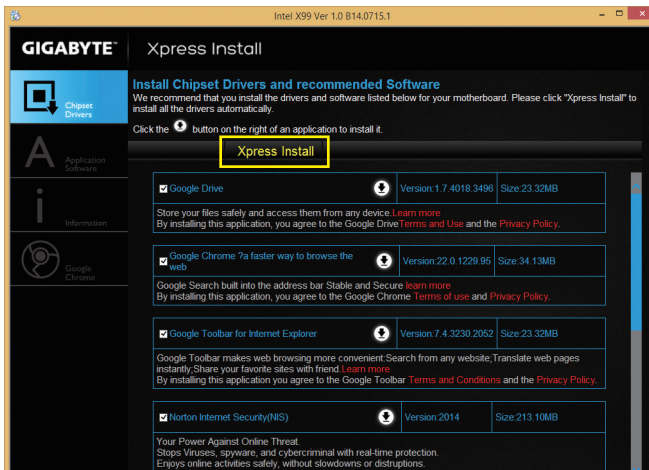 Intel X99 Ver 1.0 B14.0715.1
GIGABYTE™
Xpress Install
Chipset
Drivers
Application
Software
Information
Google
Chrome
Install Chipset Drivers and recommended Software
We recommend that you install the drivers and software listed below for your motherboard. Please click "Xpress Install" to
install all the drivers automatically.
Click the button on the right of an application to install it.
Xpress Install
Google Drive Version:1.7.4018.3496 Size:23.32MB
Store your files safely and access them from any device.Learn more
By installing this application, you agree to the Google DriveTerms and Use and the Privacy Policy.
Google Chrome ?a faster way to browse the
web Version:22.0.1229.95 Size:34.13MB
Google Search built into the address bar Stable and Secure learn more
By installing this application, you agree to the Google Chrome Terms of use and Privacy Policy.
Google Toolbar for Internet Explorer Version:7.4.3230.2052 Size:23.32MB
Google Toolbar makes web browsing more convenient:Search from any website;Translate web pages
instantly;Share your favorite sites with friend.Learn more
By installing this application you agree to the Google Toolbar Terms and Conditions and the Privacy Policy.
Norton Internet Security(NIS) Version:2014 Size:213.10MB
Your Power Against Online Threat.
Stops Viruses, spyware, and cybercriminal with real-time protection.
Enjoys online activities safely, without slowdowns or distruptions.